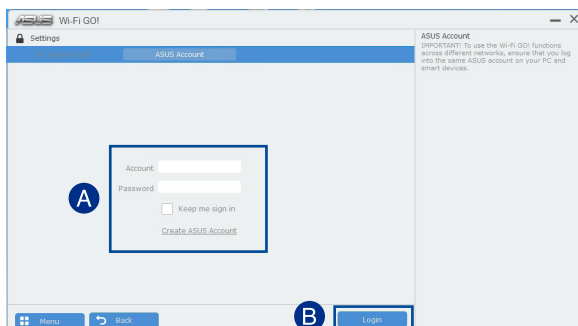 ASUS Wi-Fi GO!
Settings
ASUS Account
Account
Password
Keep me sign in
Create ASUS Account
A
B
Menu
Back
Login
ASUS Account
IMPORTANT! To use the Wi-Fi GO! functions
across different networks, ensure that you log
into the same ASUS account on your PC and
smart devices.